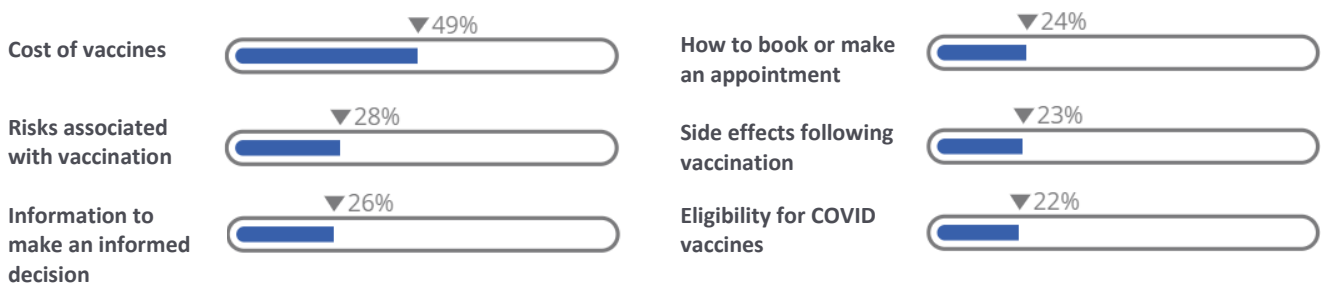 Cost of vaccines
▼49%
Risks associated
with vaccination
▼28%
Information to
make an informed
decision
▼26%
How to book or make
an appointment
▼24%
Side effects following
vaccination
▼23%
Eligibility for COVID
vaccines
▼22%